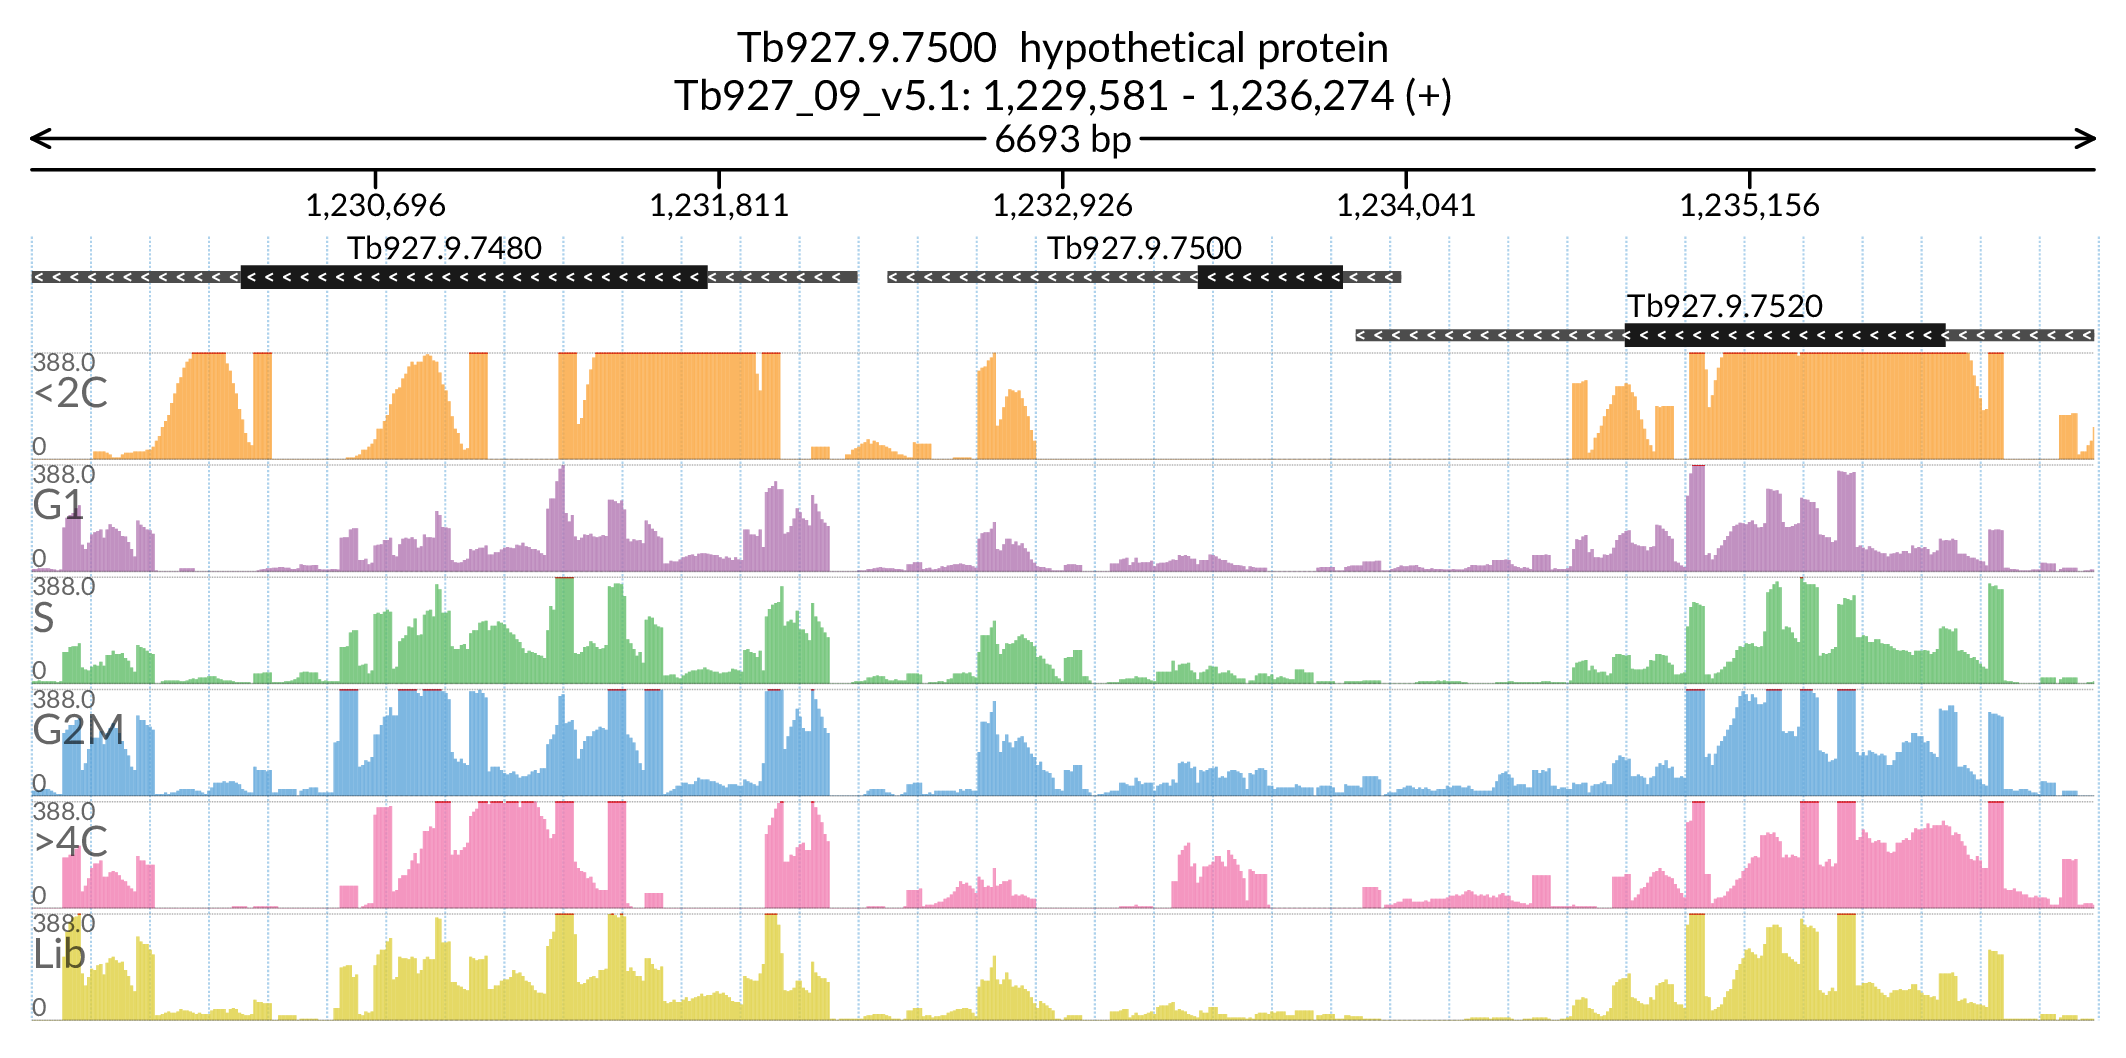 Tb927.9.7500 hypothetical protein
Tb927_09_v5.1: 1,229,581 - 1,236,274 (+)
6693 bp
1,230,696 1,231,811 1,232,926 1,234,041 1,235,156
Tb927.9.7480 Tb927.9.7500
Tb927.9.7520
388.0
<2C
0
388.0
G1
0
388.0
S
0
388.0
G2M
0
388.0
>4C
0
388.0
Lib
0